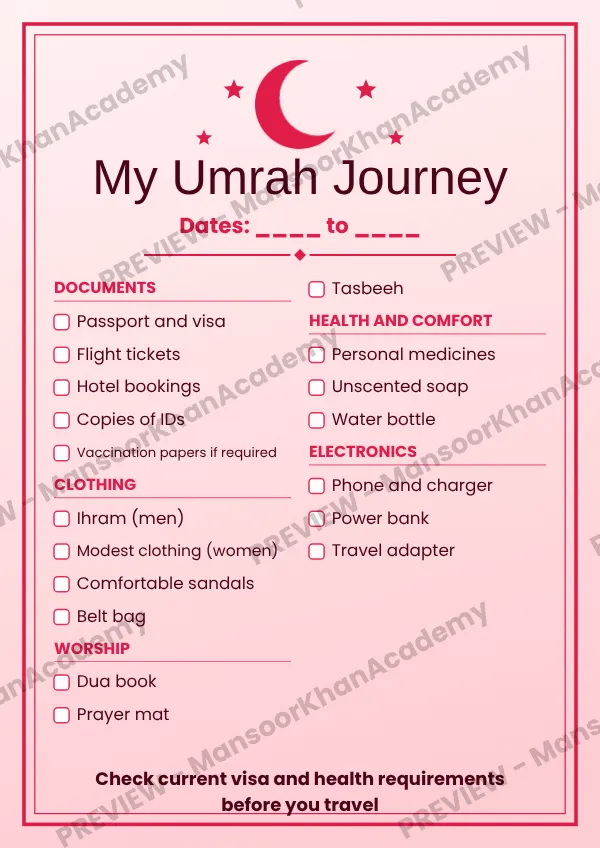 My Umrah Journey
Dates: _ _ _ _ to _ _ _ _
DOCUMENTS
Passport and visa
Flight tickets
Hotel bookings
Copies of IDs
Vaccination papers if required
CLOTHING
Ihram (men)
Modest clothing (women)
Comfortable sandals
Belt bag
WORSHIP
Dua book
Prayer mat
Tasbeeh
HEALTH AND COMFORT
Personal medicines
Unscented soap
Water bottle
ELECTRONICS
Phone and charger
Power bank
Travel adapter
Check current visa and health requirements
before you travel
PREVIEW – MansoorKhanAcademy